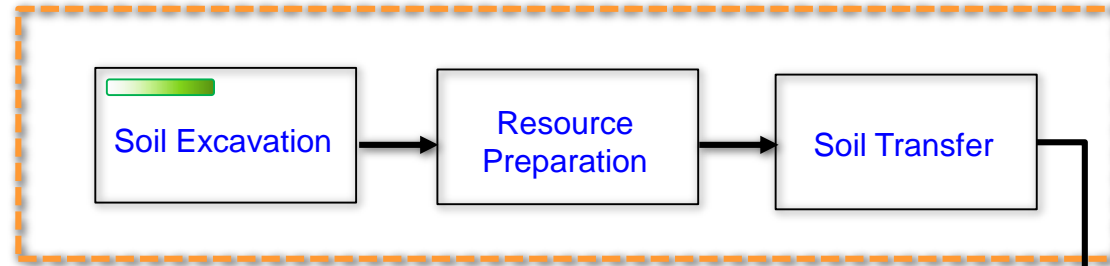 Soil Excavation
Resource
Preparation
Soil Transfer